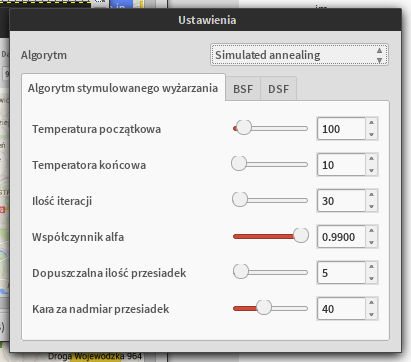 Ustawienia
Algorytm
Simulated annealing
Algorytm stymulowanego wyżarzania
BSF
DSF
Temperatura początkowa
100
Temperatora końcowa
10
Ilość iteracji
30
Współczynnik alfa
0.9900
Dopuszczalna ilość przesiadek
5
Kara za nadmiar przesiadek
40
Droga Wojewódzka 964